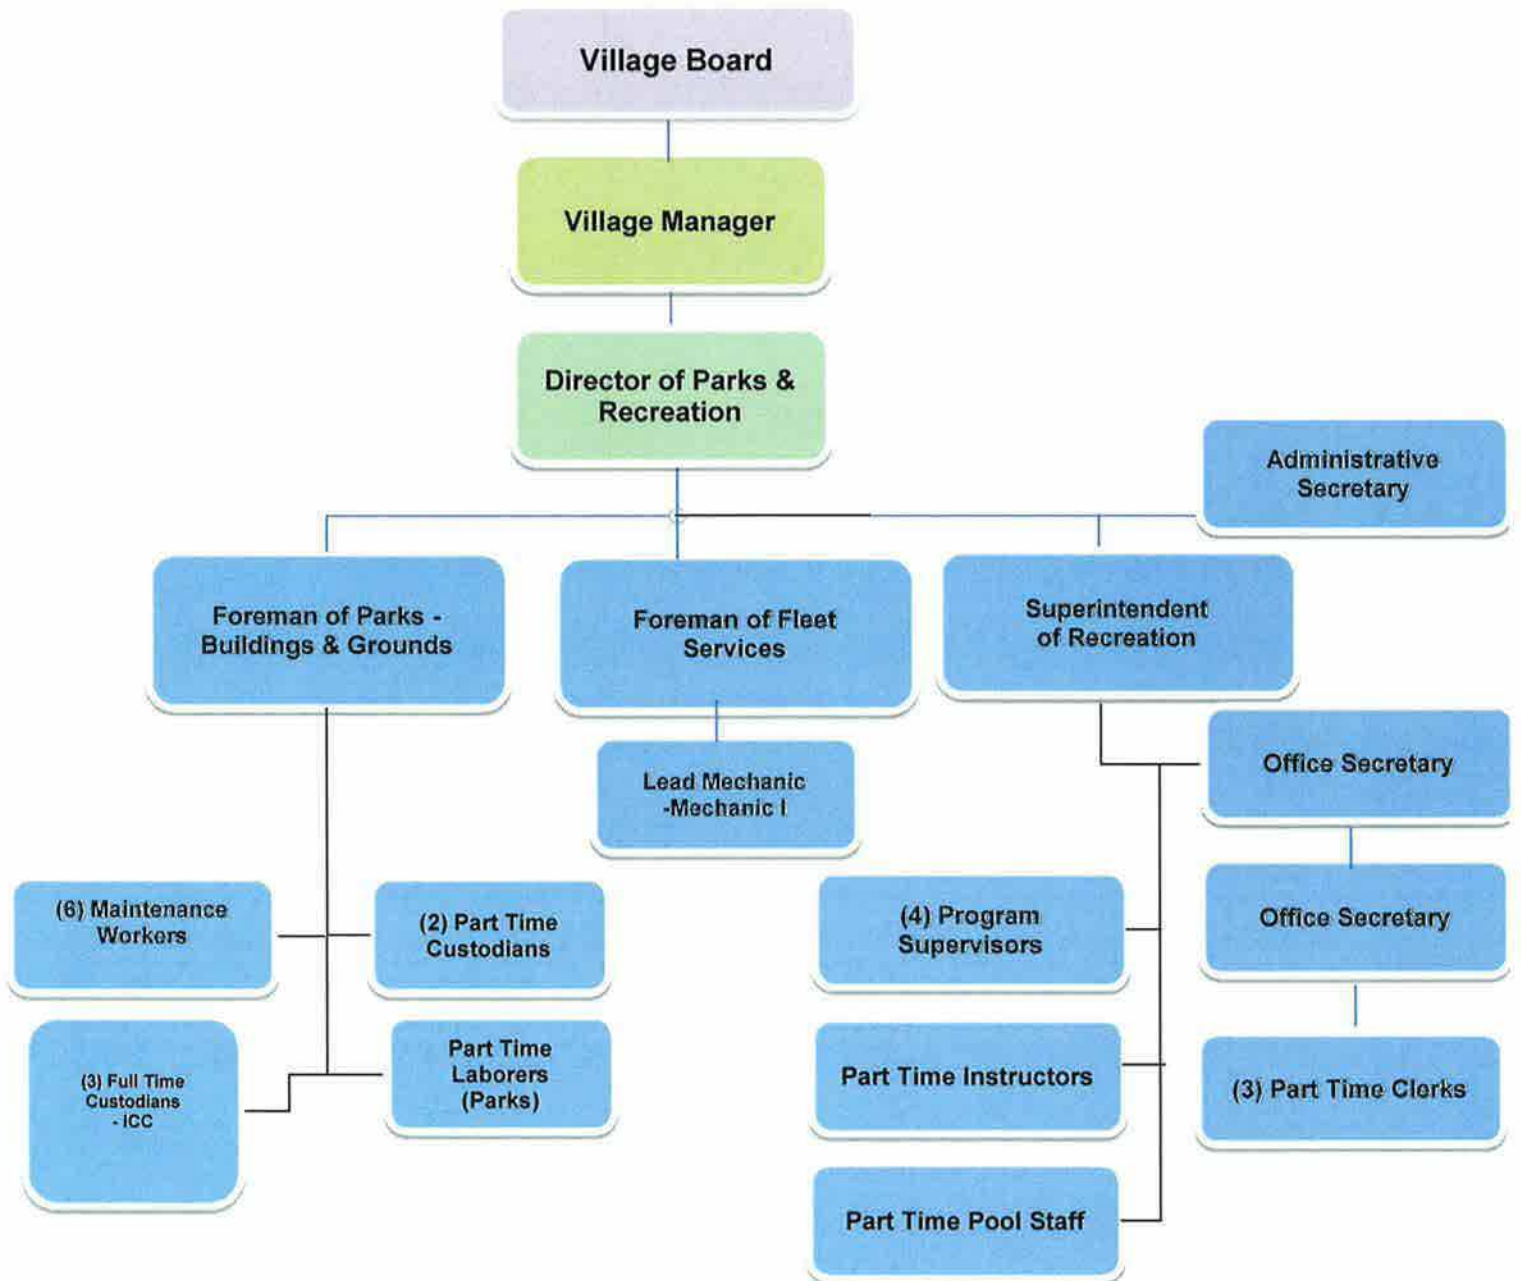 Village Board
Village Manager
Director of Parks &
Recreation
Administrative
Secretary
Foreman of Parks -
Buildings & Grounds
Foreman of Fleet
Services
Superintendent
of Recreation
Lead Mechanic
-Mechanic I
Office Secretary
(6) Maintenance
Workers
(2) Part Time
Custodians
(4) Program
Supervisors
Office Secretary
(3) Full Time
Custodians
- ICC
Part Time
Laborers
(Parks)
Part Time Instructors
(3) Part Time Clerks
Part Time Pool Staff